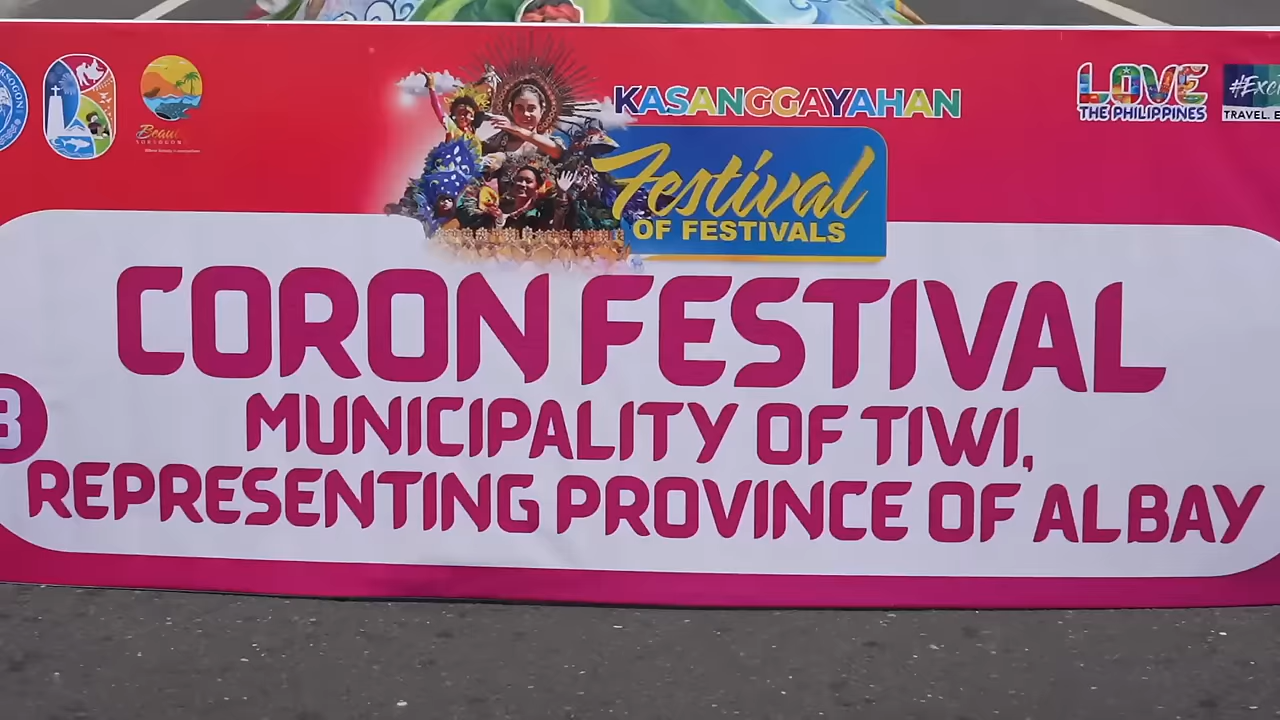 KASANGGAYAHAN
Festival
OF FESTIVALS
LOVE
THE PHILIPPINES
CORON FESTIVAL
MUNICIPALITY OF TIWI,
REPRESENTING PROVINCE OF ALBAY